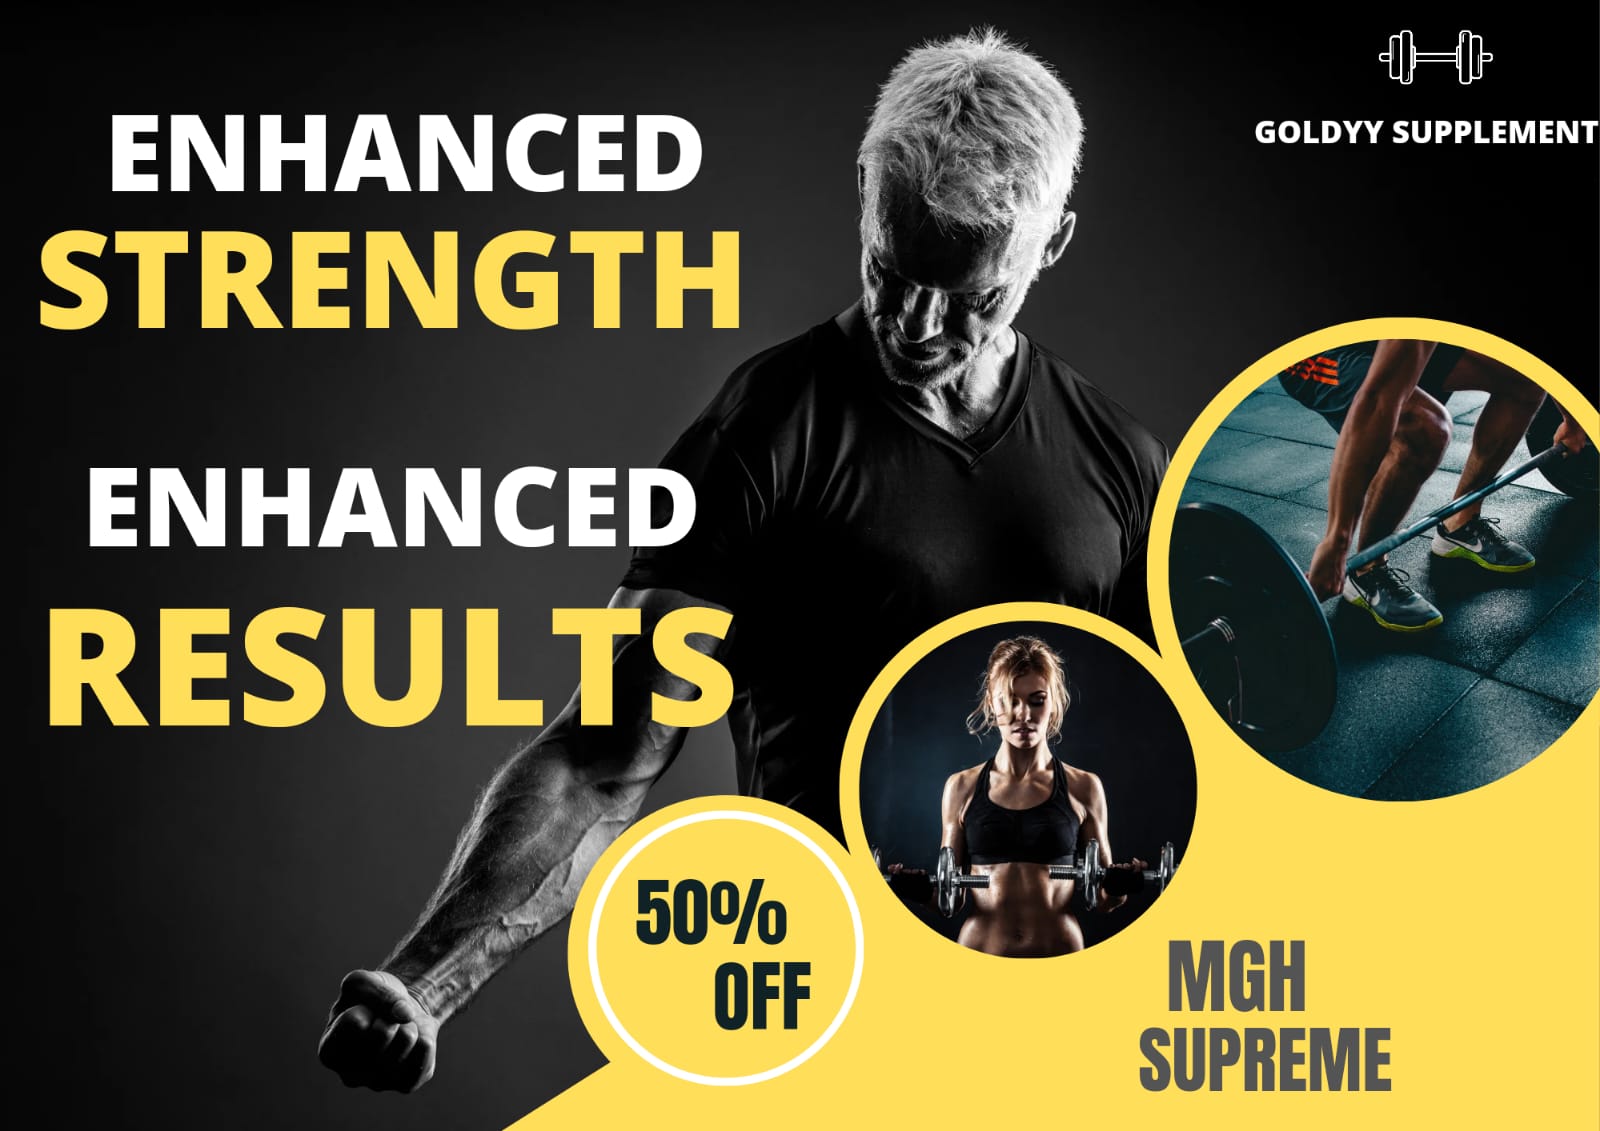 GOLDYY SUPPLEMENT
ENHANCED
STRENGTH
ENHANCED
RESULTS
50%
OFF
MGH
SUPREME